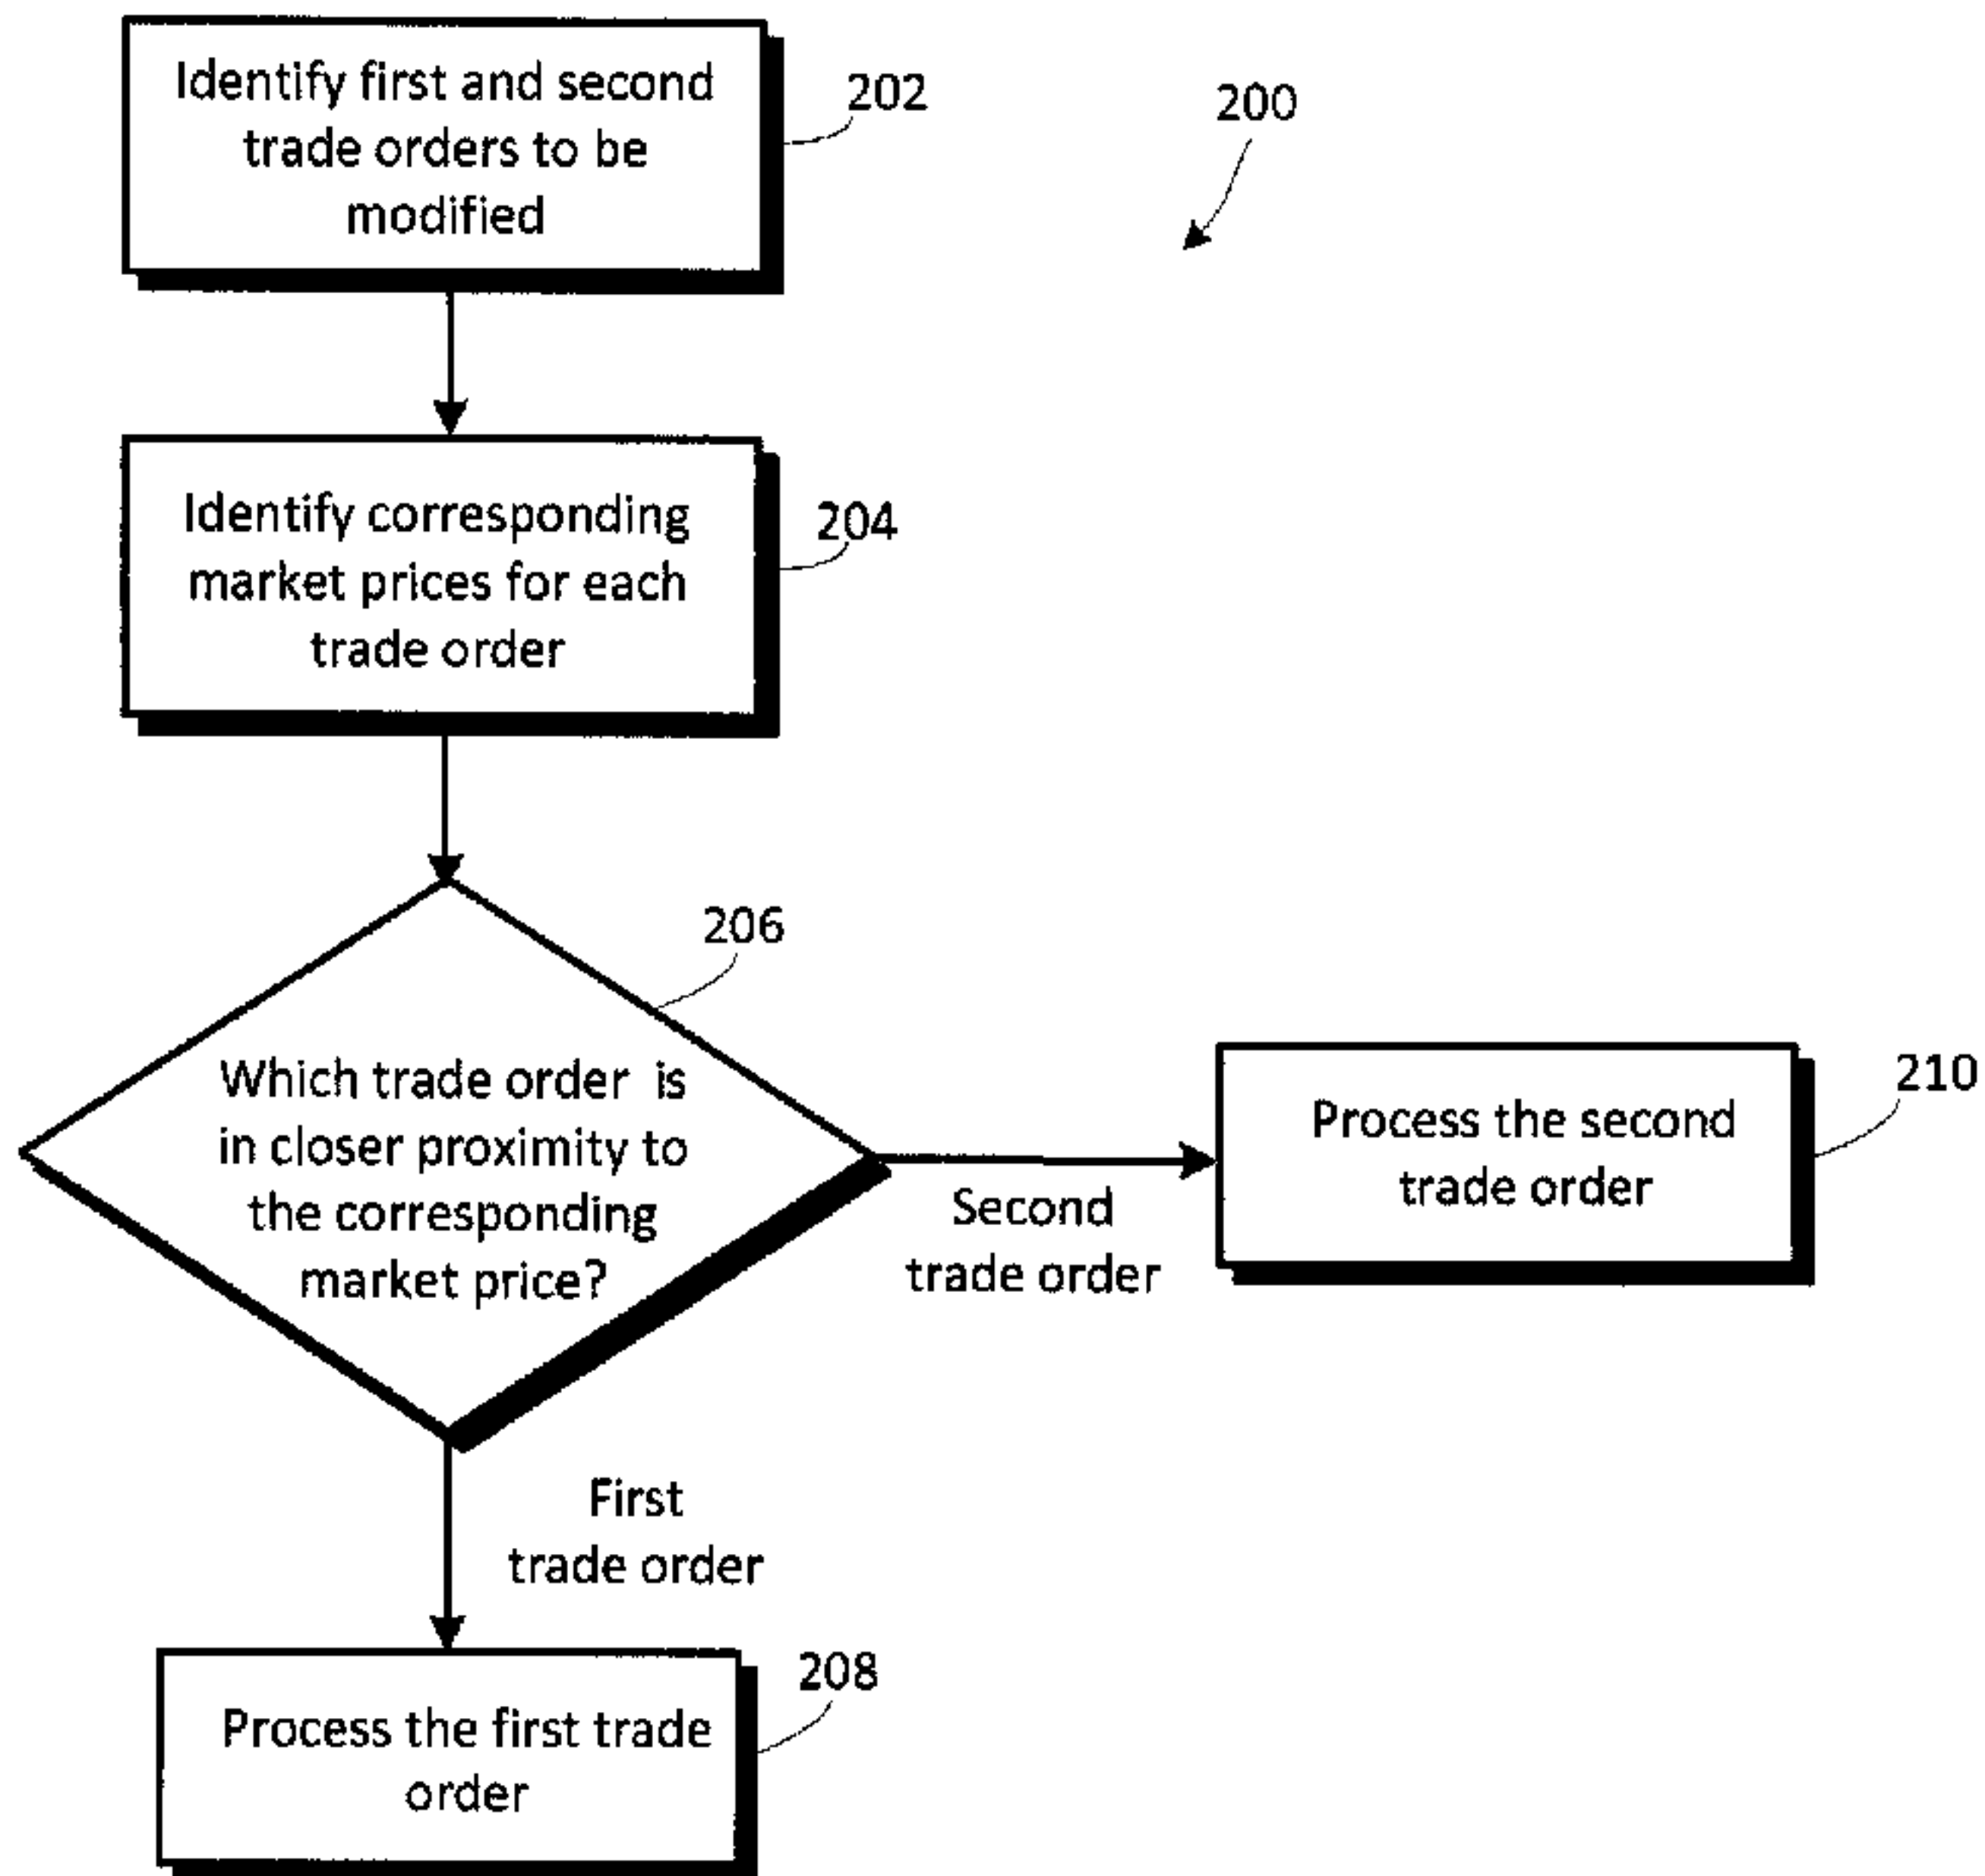 Identify first and second
trade orders to be
modified
202
200
Identify corresponding
market prices for each
trade order
204
206
Which trade order is
in closer proximity to
the corresponding
market price?
Second
trade order
Process the second
trade order
210
First
trade order
Process the first trade
order
208